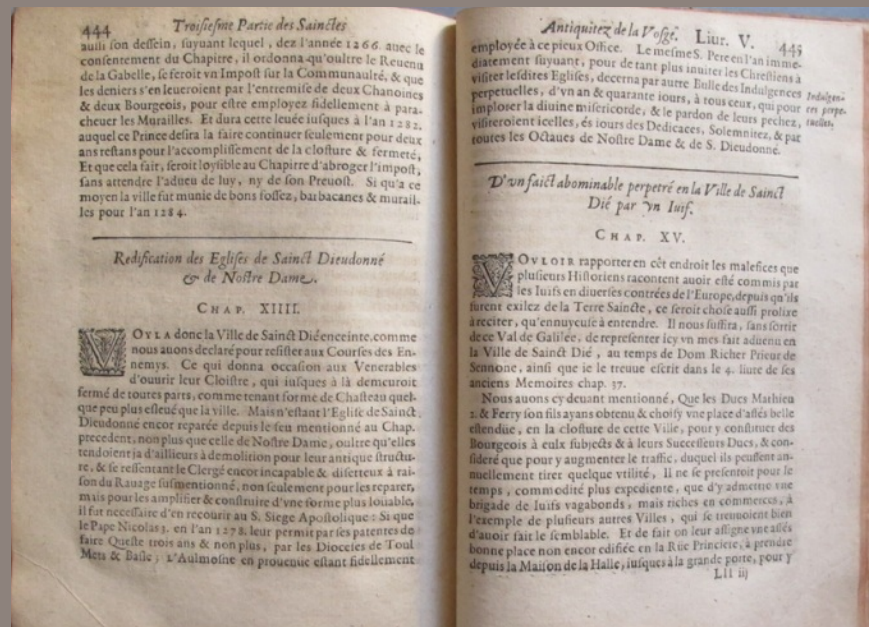 444 Troisiesme Partie des Sainctes
aussi son dessein, suyuant lequel, dez l'année 1266. auec le
consentement du Chapitre, il ordonna qu'oultre le Reuenu
de la Gabelle, se feroit vn Impost sur la Communaulté, & que
les deniers s'en leueroient par l'entremise de deux Chanoines
& deux Bourgeois, pour estre employez fidellement à para-
cheuer les Murailles. Et dura cette leuée iusques à l'an 1282.
auquel ce Prince desira la faire continuer seulement pour deux
ans restans pour l'accomplissement de la closture & fermeté,
Et que cela fait, seroit loysible au Chapirre d'abroger l'impost,
sans attendre l'adueu de luy, ny de son Preuost. Si qu'a ce
moyen la ville fut munie de bons fossez, barbacanes & murail-
les pour l'an 1284.
Redification des Eglises de Sainct Dieudonné
& de Nostre Dame.
CHAP. XIIII.
VOYLA donc la Ville de Sainct Dié enceinte, comme
nous auons declaré pour resister aux Courses des En-
nemys. Ce qui donna occasion aux Venerables
d'ouurir leur Cloistre, qui iusques à là demeuroit
fermé de toutes parts, comme tenant forme de Chasteau quel-
que peu plus esleué que la ville. Mais n'estant l'Eglise de Sainct
Dieudonné encor reparée depuis le feu mentionné au Chap.
precedent, non plus que celle de Nostre Dame, oultre qu'elles
tendoient ja d'ailleurs à demolition pour leur antique structu-
re, & se ressentant le Clergé encor incapable & disetteux à rai-
son du Rauage susmentionné, non seulement pour les reparer,
mais pour les amplifier & construire d'vne forme plus louable,
il fut necessaire d'en recourir au S. Siege Apostolique: Si que
le Pape Nicolas 3. en l'an 1278. leur permit par ses patentes de
faire Queste trois ans & non plus, par les Dioceses de Toul
Mets & Basle; L'Aulmosne en prouenue estant fidellement
Antiquitez de la Vosge. Liur. V. 445
employée à ce pieux Office. Le mesme S. Pere en l'an imme-
diatement suyuant, pour de tant plus inuiter les Chrestiens à
visiter lesdites Eglises, decerna par autre Bulle des Indulgences
perpetuelles, d'vn an & quarante iours, à tous ceux, qui pour
imploser la diuine misericorde, & le pardon de leurs pechez,
visiteroient icelles, és iours des Dedicaces, Solemnitez, & par
toutes les Octaues de Nostre Dame & de S. Dieudonné.
Indulgen-
ces perpe-
tuelles.
D'vn faict abominable perpetré en la Ville de Sainct
Dié par vn Iuif.
CHAP. XV.
VOVLOIR rapporter en cét endroit les malefices que
plusieurs Historiens racontent auoir esté commis par
les Iuifs en diuerses contrées de l'Europe, depuis qu'ils
furent exilez de la Terre Saincte, ce seroit chose aussi prolixe
à reciter, qu'ennuyeuse à entendre. Il nous suffira, sans sortir
de ce Val de Galilée, de representer icy vn mes fait aduenu en
la Ville de Sainct Dié, au temps de Dom Richer Prieur de
Sennone, ainsi que ie le treuue escrit dans le 4. liure de ses
anciens Memoires chap. 37.
Nous auons cy deuant mentionné, Que les Ducs Mathieu
2. & Ferry son fils ayans obtenu & choisy vne place d'assés belle
estendue, en la closture de cette Ville, pour y construire des
Bourgeois à eulx subjects & à leurs Successeurs Ducs, & con-
sideré que pour y augmenter le traffic, duquel ils peussent an-
nuellement tirer quelque vtilité, Il ne se presentoit pour le
temps, commodité plus expediente, que d'y admettre vne
brigade de Iuifs vagabonds, mais riches en commerces, à
l'exemple de plusieurs autres Villes, qui se treuuoient bien
d'auoir fait le semblable. Et de fait on leur assigne vne assés
bonne place non encor edifiée en la Rüe Princiere, à prendre
depuis la Maison de la Halle, iusques à la grande porte, pour y
Lll iij